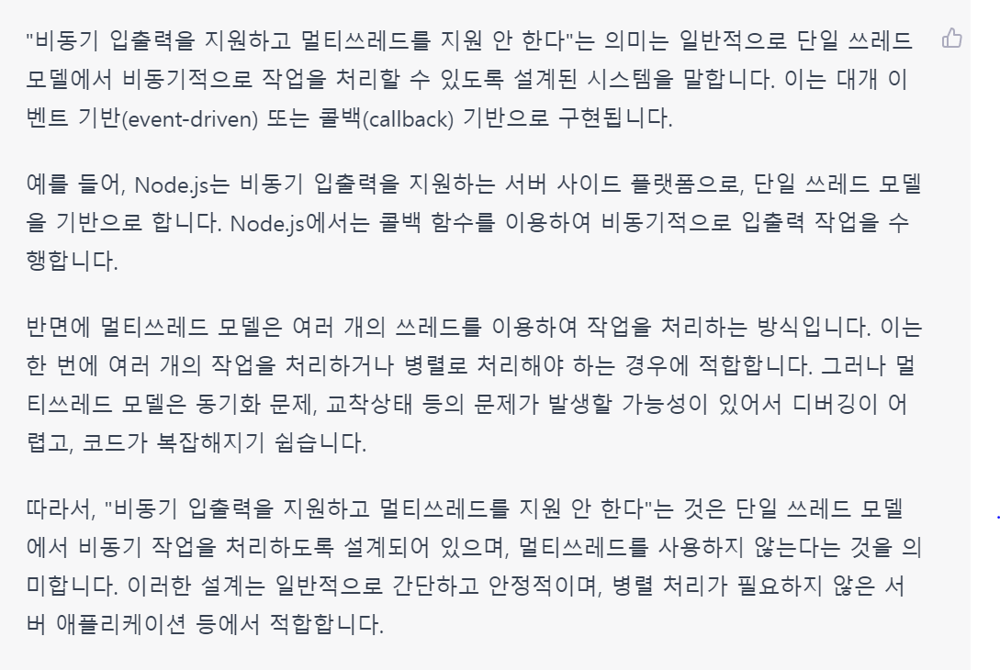 "비동기 입출력을 지원하고 멀티쓰레드를 지원 안 한다"는 의미는 일반적으로 단일 쓰레드
모델에서 비동기적으로 작업을 처리할 수 있도록 설계된 시스템을 말합니다. 이는 대개 이
벤트 기반(event-driven) 또는 콜백(callback) 기반으로 구현됩니다.
예를 들어, Node.js는 비동기 입출력을 지원하는 서버 사이드 플랫폼으로, 단일 쓰레드 모델
을 기반으로 합니다. Node.js에서는 콜백 함수를 이용하여 비동기적으로 입출력 작업을 수
행합니다.
반면에 멀티쓰레드 모델은 여러 개의 쓰레드를 이용하여 작업을 처리하는 방식입니다. 이는
한 번에 여러 개의 작업을 처리하거나 병렬로 처리해야 하는 경우에 적합합니다. 그러나 멀
티쓰레드 모델은 동기화 문제, 교착상태 등의 문제가 발생할 가능성이 있어서 디버깅이 어
렵고, 코드가 복잡해지기 쉽습니다.
따라서, "비동기 입출력을 지원하고 멀티쓰레드를 지원 안 한다"는 것은 단일 쓰레드 모델
에서 비동기 작업을 처리하도록 설계되어 있으며, 멀티쓰레드를 사용하지 않는다는 것을 의
미합니다. 이러한 설계는 일반적으로 간단하고 안정적이며, 병렬 처리가 필요하지 않은 서
버 애플리케이션 등에서 적합합니다.